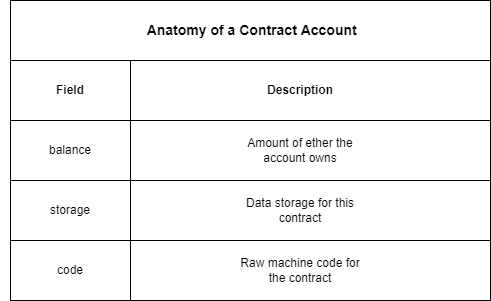 Anatomy of a Contract Account
Field
Description
balance
Amount of ether the
account owns
storage
Data storage for this
contract
code
Raw machine code for
the contract